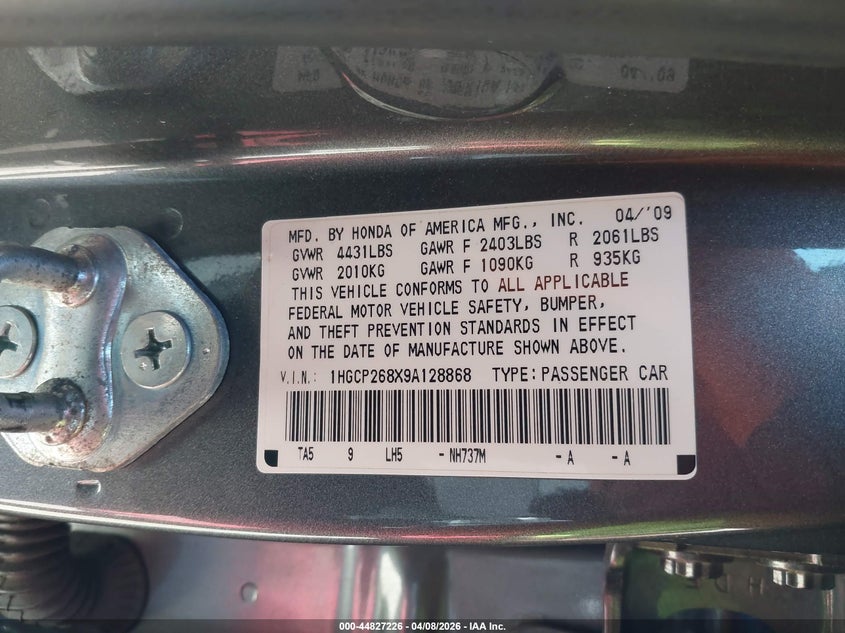 MFD. BY HONDA OF AMERICA MFG., INC. 04/'09
GVWR 4431LBS GAWR F 2403LBS R 2061LBS
GVWR 2010KG GAWR F 1090KG R 935KG
THIS VEHICLE CONFORMS TO ALL APPLICABLE
FEDERAL MOTOR VEHICLE SAFETY, BUMPER,
AND THEFT PREVENTION STANDARDS IN EFFECT
ON THE DATE OF MANUFACTURE SHOWN ABOVE.
V.I.N.: 1HGCP268X9A128868 TYPE: PASSENGER CAR
TA5 9 LH5 - NH737M - A - A
000-44827226 - 04/08/2026 - IAA Inc.